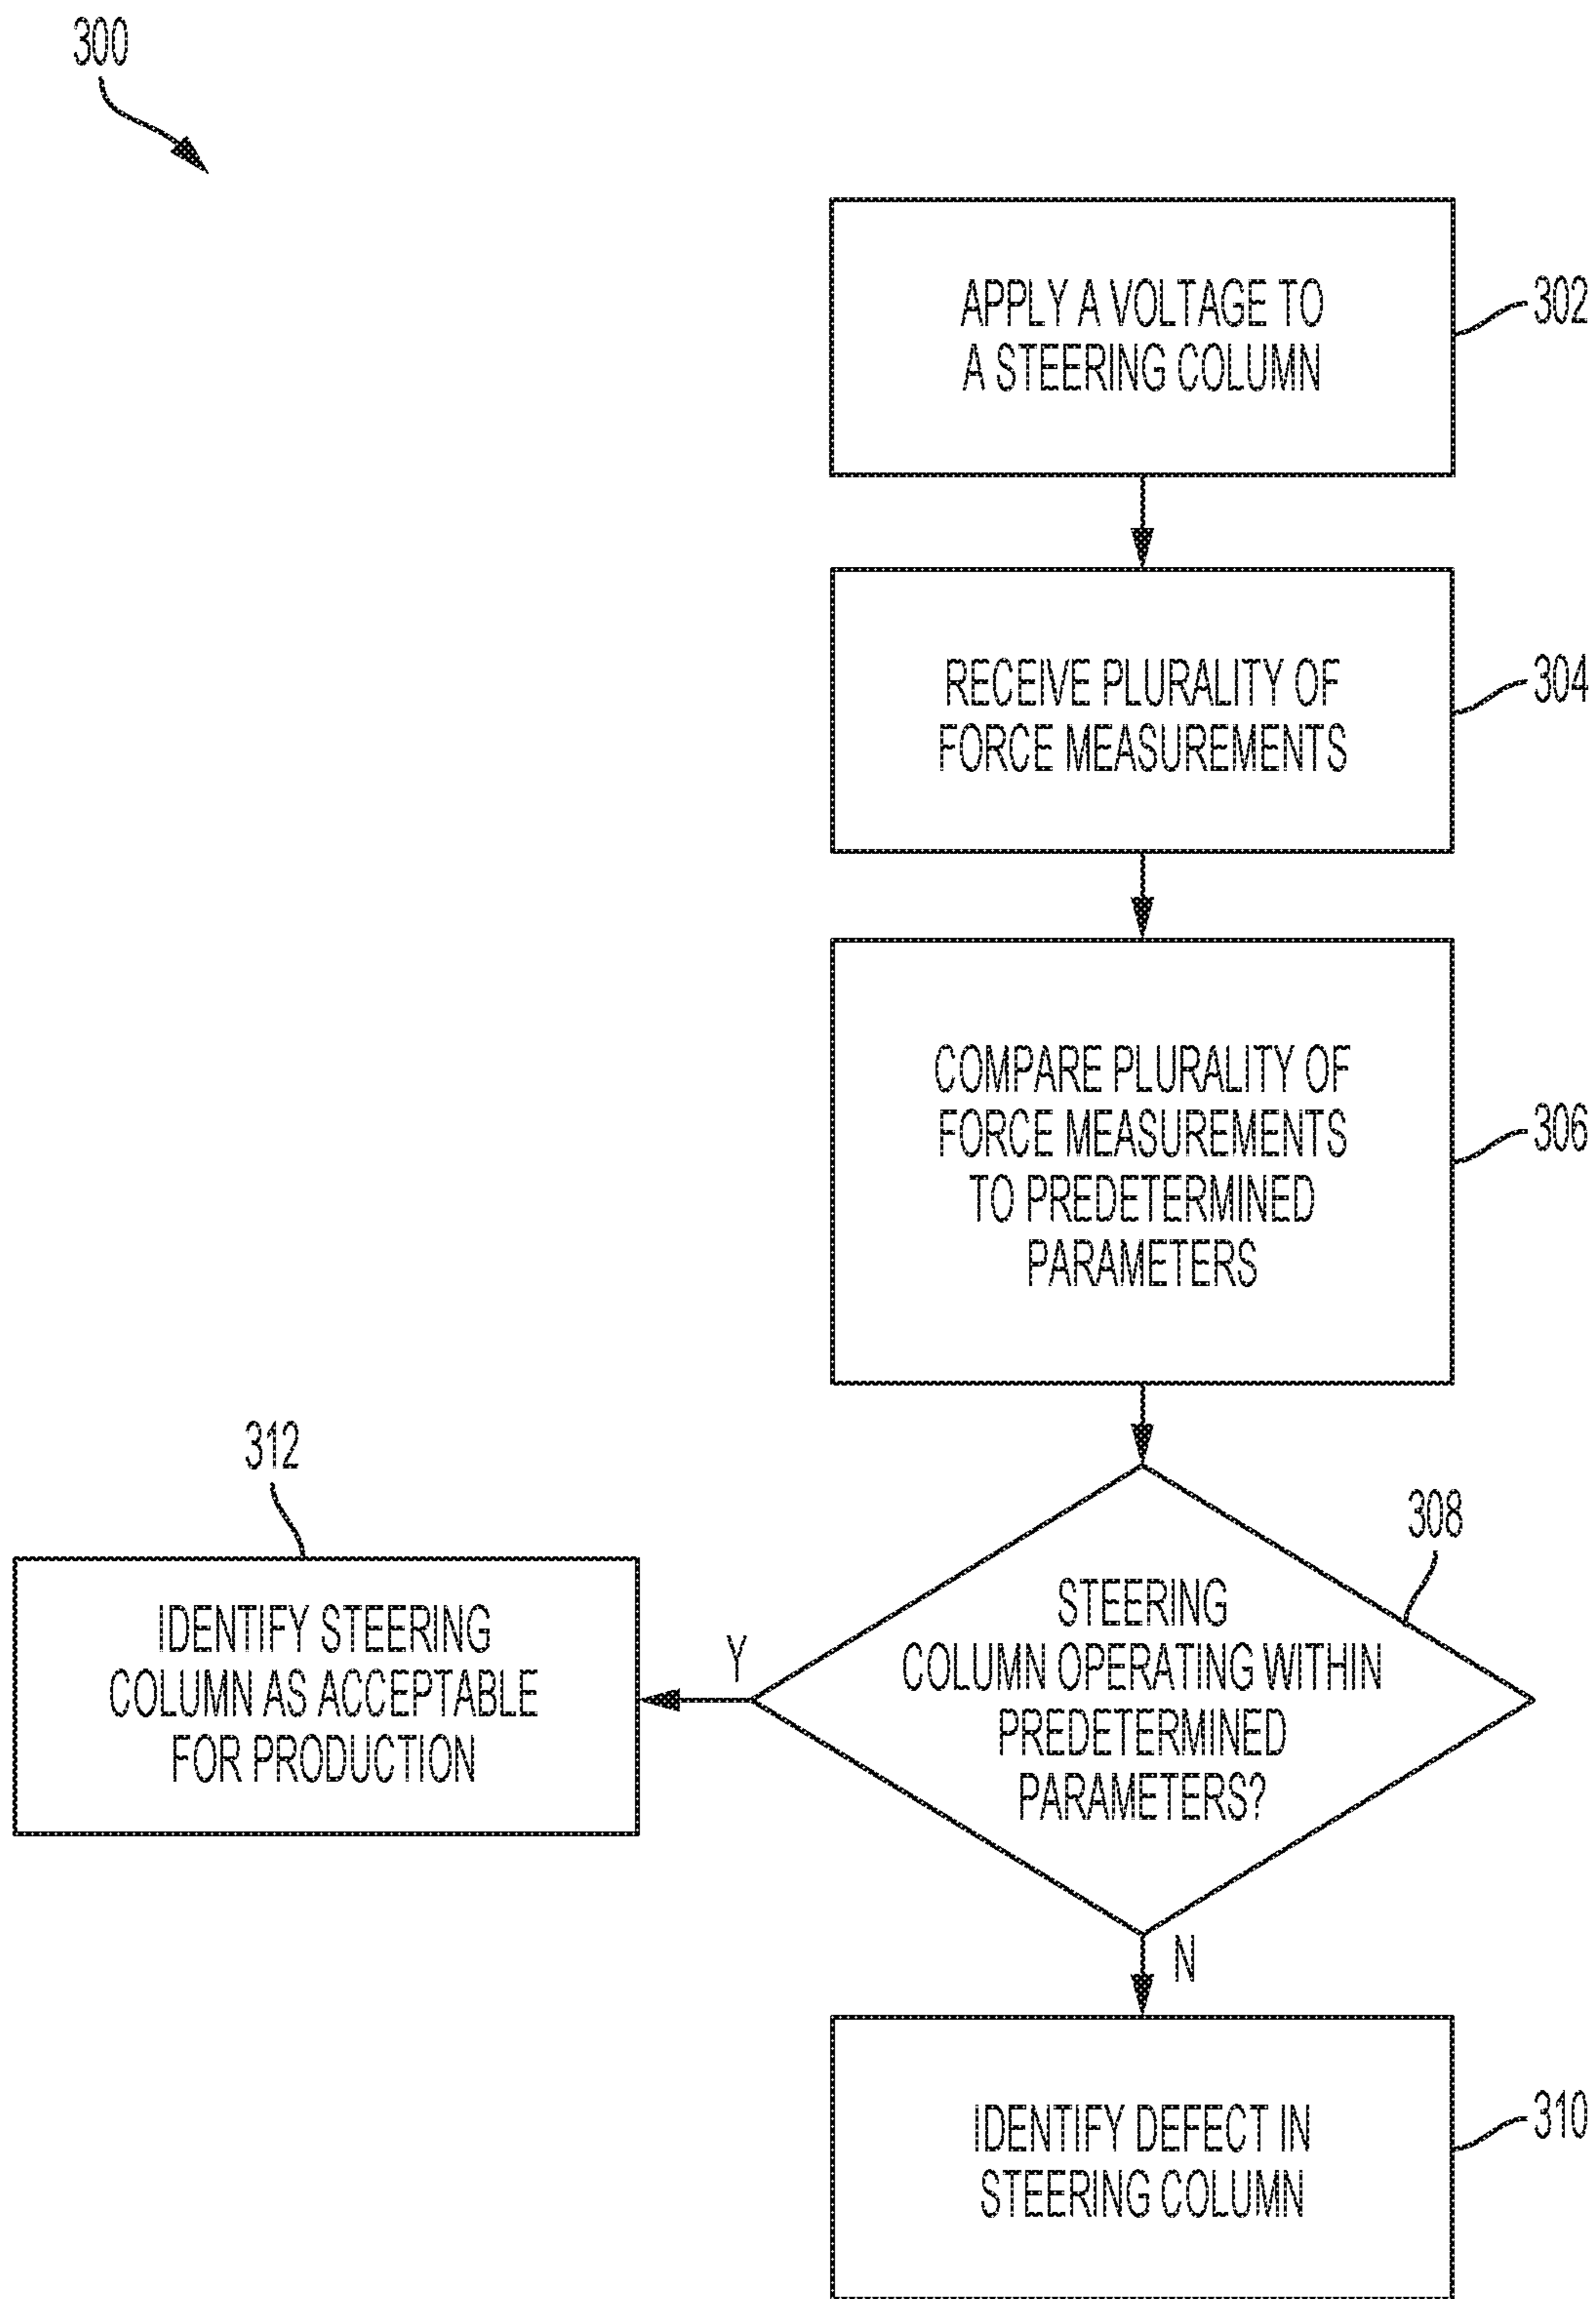 300
APPLY A VOLTAGE TO
A STEERING COLUMN
302
RECEIVE PLURALITY OF
FORCE MEASUREMENTS
304
COMPARE PLURALITY OF
FORCE MEASUREMENTS
TO PREDETERMINED
PARAMETERS
306
312
308
IDENTIFY STEERING
COLUMN AS ACCEPTABLE
FOR PRODUCTION
Y
STEERING
COLUMN OPERATING WITHIN
PREDETERMINED
PARAMETERS?
N
IDENTIFY DEFECT IN
STEERING COLUMN
310